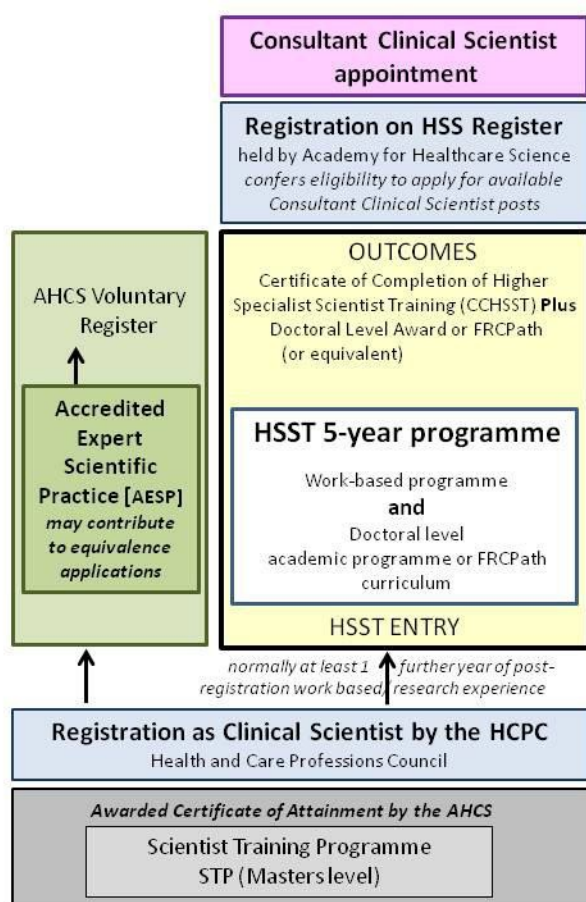 Consultant Clinical Scientist
appointment
Registration on HSS Register
held by Academy for Healthcare Science
confers eligibility to apply for available
Consultant Clinical Scientist posts
AHCS Voluntary
Register
Accredited
Expert
Scientific
Practice [AESP]
may contribute
to equivalence
applications
OUTCOMES
Certificate of Completion of Higher
Specialist Scientist Training (CCHSST) Plus
Doctoral Level Award or FRCPath
(or equivalent)
HSST 5-year programme
Work-based programme
and
Doctoral level
academic programme or FRCPath
curriculum
HSST ENTRY
normally at least 1 further year of post-
registration work based/ research experience
Registration as Clinical Scientist by the HCPC
Health and Care Professions Council
Awarded Certificate of Attainment by the AHCS
Scientist Training Programme
STP (Masters level)